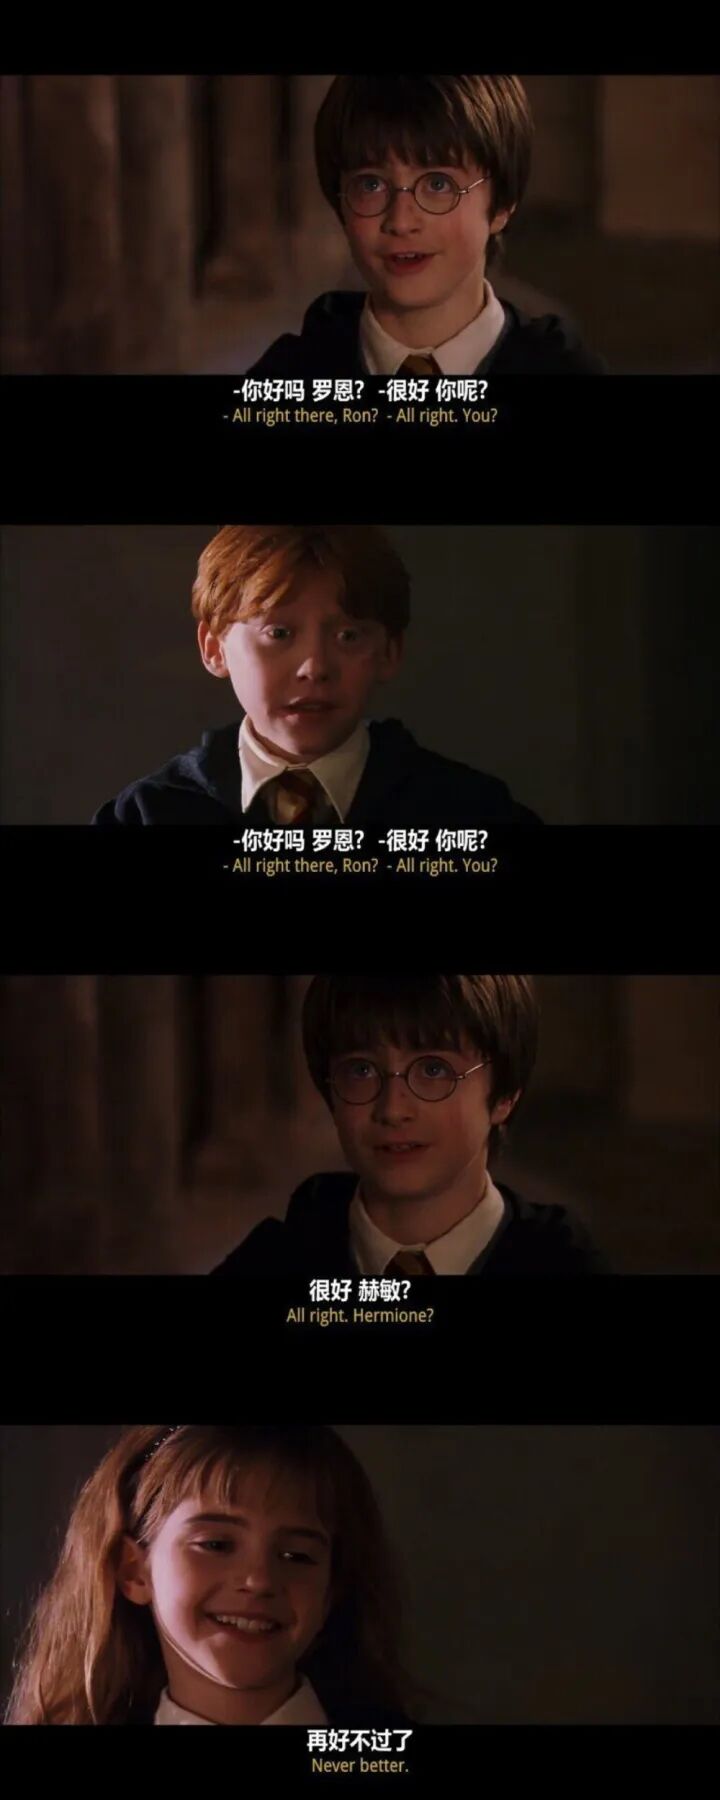 -你好吗 罗恩? -很好 你呢?
- All right there, Ron? - All right. You?
-你好吗 罗恩? -很好 你呢?
- All right there, Ron? - All right. You?
很好 赫敏?
All right. Hermione?
再好不过了
Never better.